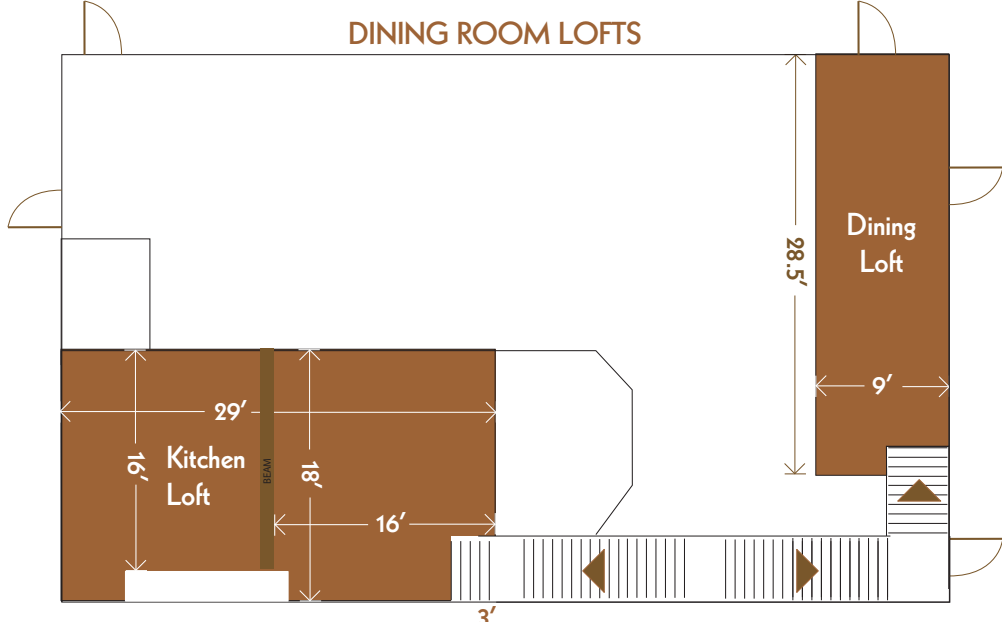 DINING ROOM LOFTS
28.5′
Dining
Loft
9′
29′
16′
Kitchen
Loft
BEAM
18′
16′
3′